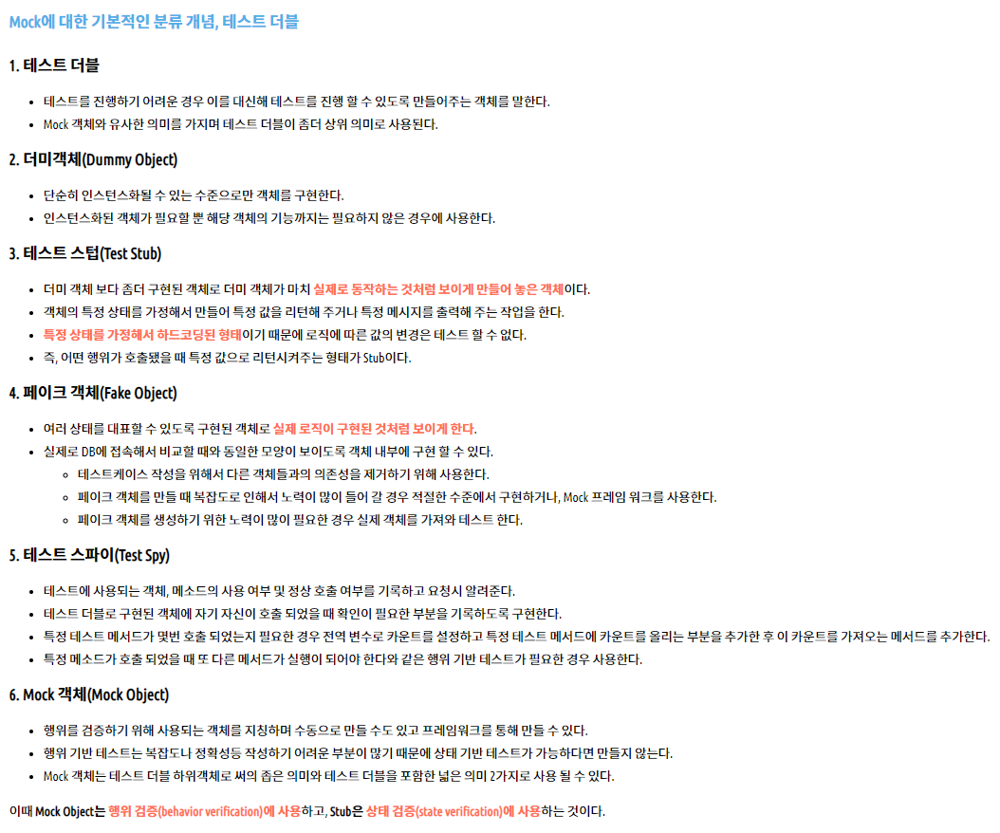 Mock에 대한 기본적인 분류 개념, 테스트 더블
1. 테스트 더블
• 테스트를 진행하기 어려운 경우 이를 대신해 테스트를 진행 할 수 있도록 만들어주는 객체를 말한다.
• Mock 객체와 유사한 의미를 가지며 테스트 더블이 좀더 상위 의미로 사용된다.
2. 더미객체(Dummy Object)
• 단순히 인스턴스화될 수 있는 수준으로만 객체를 구현한다.
• 인스턴스화된 객체가 필요할 뿐 해당 객체의 기능까지는 필요하지 않은 경우에 사용한다.
3. 테스트 스텁(Test Stub)
• 더미 객체 보다 좀더 구현된 객체로 더미 객체가 마치 실제로 동작하는 것처럼 보이게 만들어 놓은 객체이다.
• 객체의 특정 상태를 가정해서 만들어 특정 값을 리턴해 주거나 특정 메시지를 출력해 주는 작업을 한다.
• 특정 상태를 가정해서 하드코딩된 형태이기 때문에 로직에 따른 값의 변경은 테스트 할 수 없다.
• 즉, 어떤 행위가 호출됐을 때 특정 값으로 리턴시켜주는 형태가 Stub이다.
4. 페이크 객체(Fake Object)
• 여러 상태를 대표할 수 있도록 구현된 객체로 실제 로직이 구현된 것처럼 보이게 한다.
• 실제로 DB에 접속해서 비교할 때와 동일한 모양이 보이도록 객체 내부에 구현 할 수 있다.
◦ 테스트케이스 작성을 위해서 다른 객체들과의 의존성을 제거하기 위해 사용한다.
◦ 페이크 객체를 만들 때 복잡도로 인해서 노력이 많이 들어 갈 경우 적절한 수준에서 구현하거나, Mock 프레임 워크를 사용한다.
◦ 페이크 객체를 생성하기 위한 노력이 많이 필요한 경우 실제 객체를 가져와 테스트 한다.
5. 테스트 스파이(Test Spy)
• 테스트에 사용되는 객체, 메소드의 사용 여부 및 정상 호출 여부를 기록하고 요청시 알려준다.
• 테스트 더블로 구현된 객체에 자기 자신이 호출 되었을 때 확인이 필요한 부분을 기록하도록 구현한다.
• 특정 테스트 메서드가 몇번 호출 되었는지 필요한 경우 전역 변수로 카운트를 설정하고 특정 테스트 메서드에 카운트를 올리는 부분을 추가한 후 이 카운트를 가져오는 메서드를 추가한다.
• 특정 메소드가 호출 되었을 때 또 다른 메서드가 실행이 되어야 한다와 같은 행위 기반 테스트가 필요한 경우 사용한다.
6. Mock 객체(Mock Object)
• 행위를 검증하기 위해 사용되는 객체를 지칭하며 수동으로 만들 수도 있고 프레임워크를 통해 만들 수 있다.
• 행위 기반 테스트는 복잡도나 정확성등 작성하기 어려운 부분이 많기 때문에 상태 기반 테스트가 가능하다면 만들지 않는다.
• Mock 객체는 테스트 더블 하위객체로 써의 좁은 의미와 테스트 더블을 포함한 넓은 의미 2가지로 사용 될 수 있다.
이때 Mock Object는 행위 검증(behavior verification)에 사용하고, Stub은 상태 검증(state verification)에 사용하는 것이다.